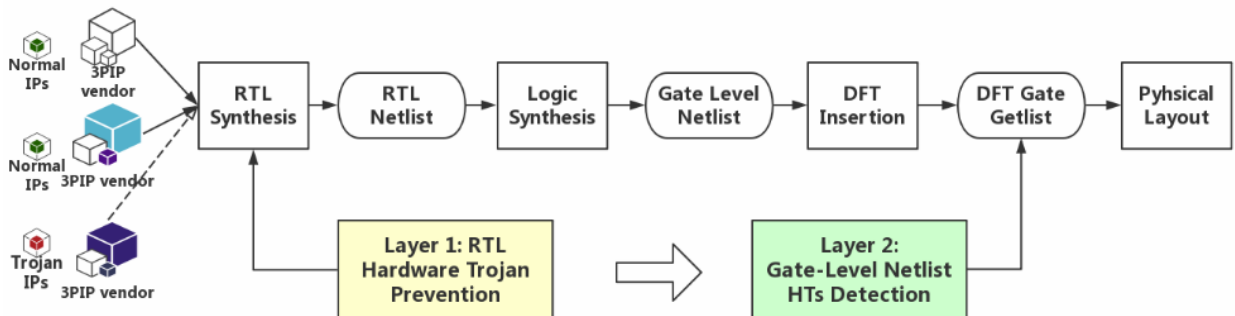 Normal
IPs
3PIP
vendor
Normal
IPs
3PIP vendor
Trojan
IPs
3PIP vendor
RTL
Synthesis
RTL
Netlist
Logic
Synthesis
Gate Level
Netlist
DFT
Insertion
DFT Gate
Getlist
Pyhsical
Layout
Layer 1: RTL
Hardware Trojan
Prevention
Layer 2:
Gate-Level Netlist
HTs Detection